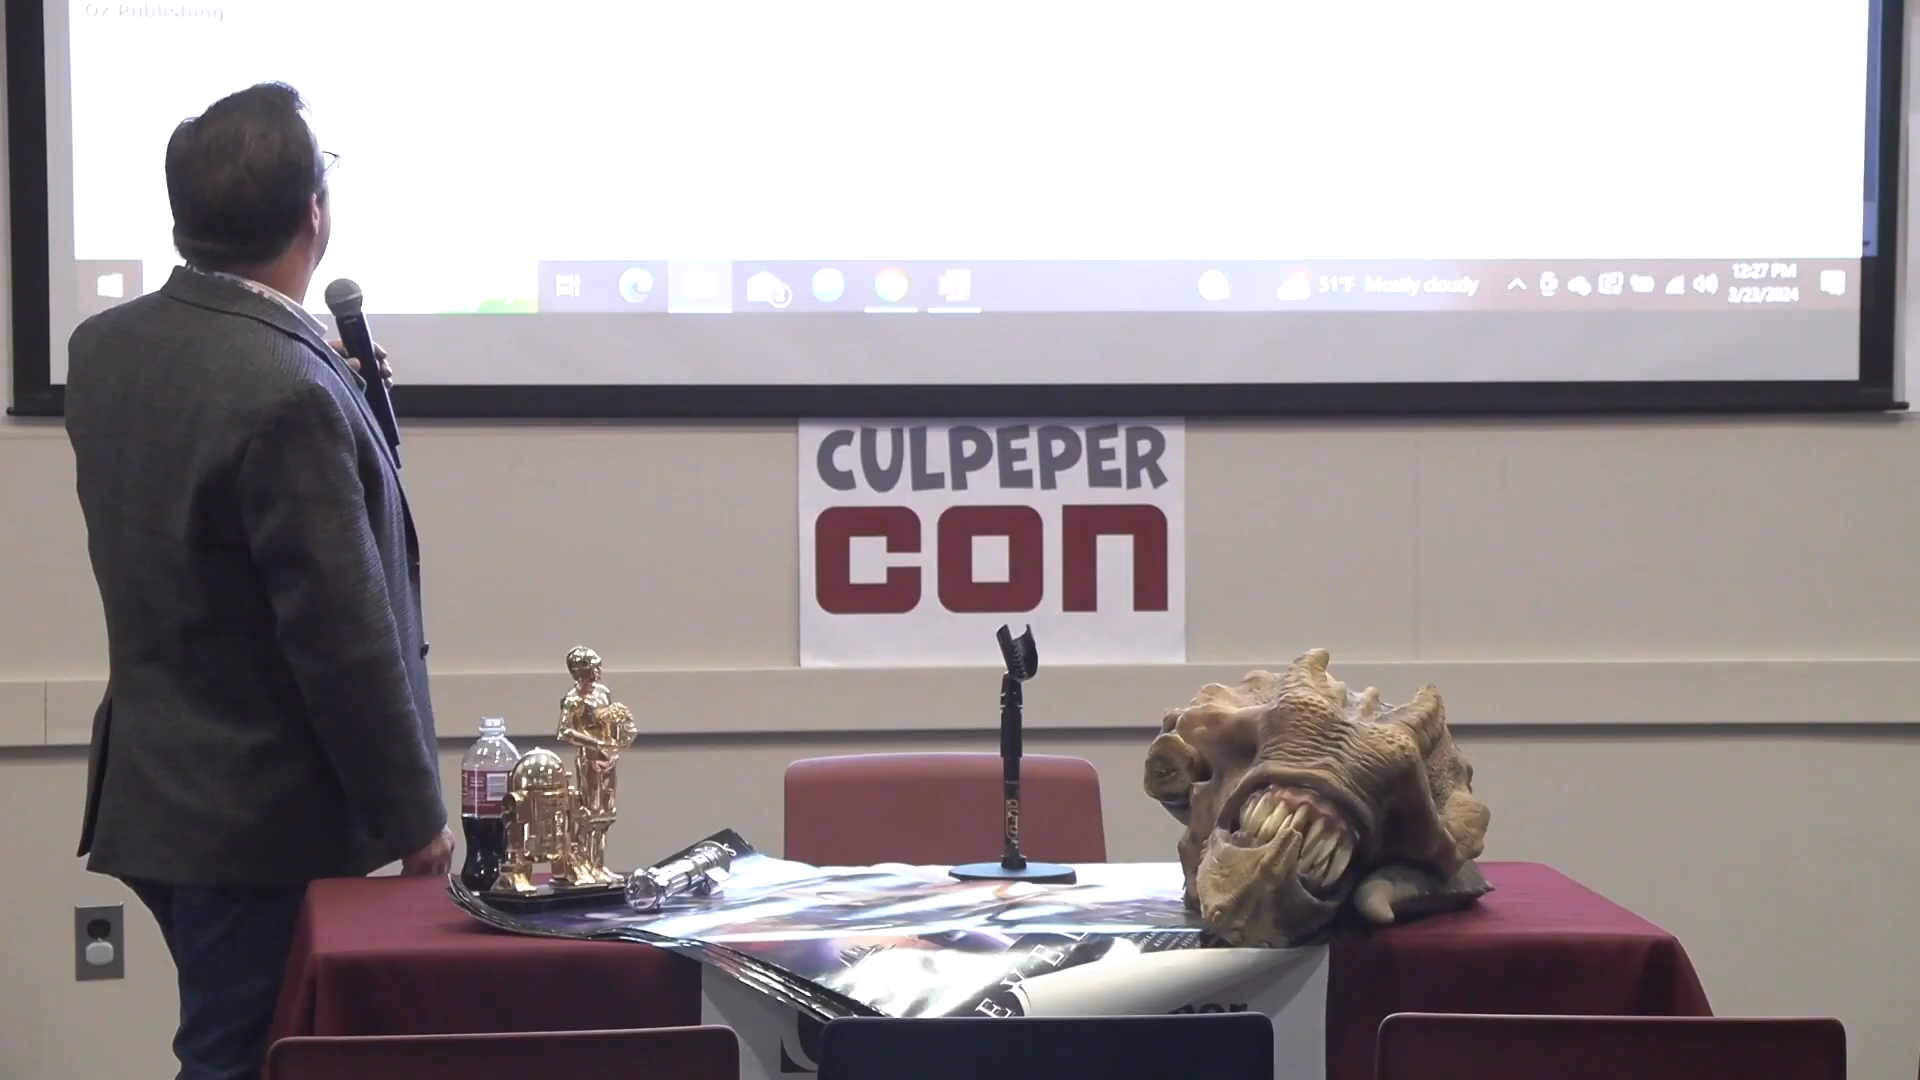 Oz Publishing
51°F Mostly cloudy
12:27 PM
3/23/2024
CULPEPER
CON